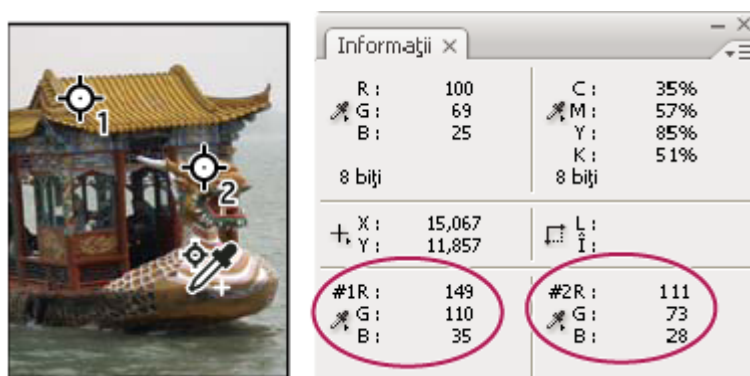 1
2
Informaţii ×
R : 100
G : 69
B : 25
8 biţi
C : 35%
M : 57%
Y : 85%
K : 51%
8 biţi
X : 15,067
Y : 11,857
L :
Î :
#1R : 149
G : 110
B : 35
#2R : 111
G : 73
B : 28